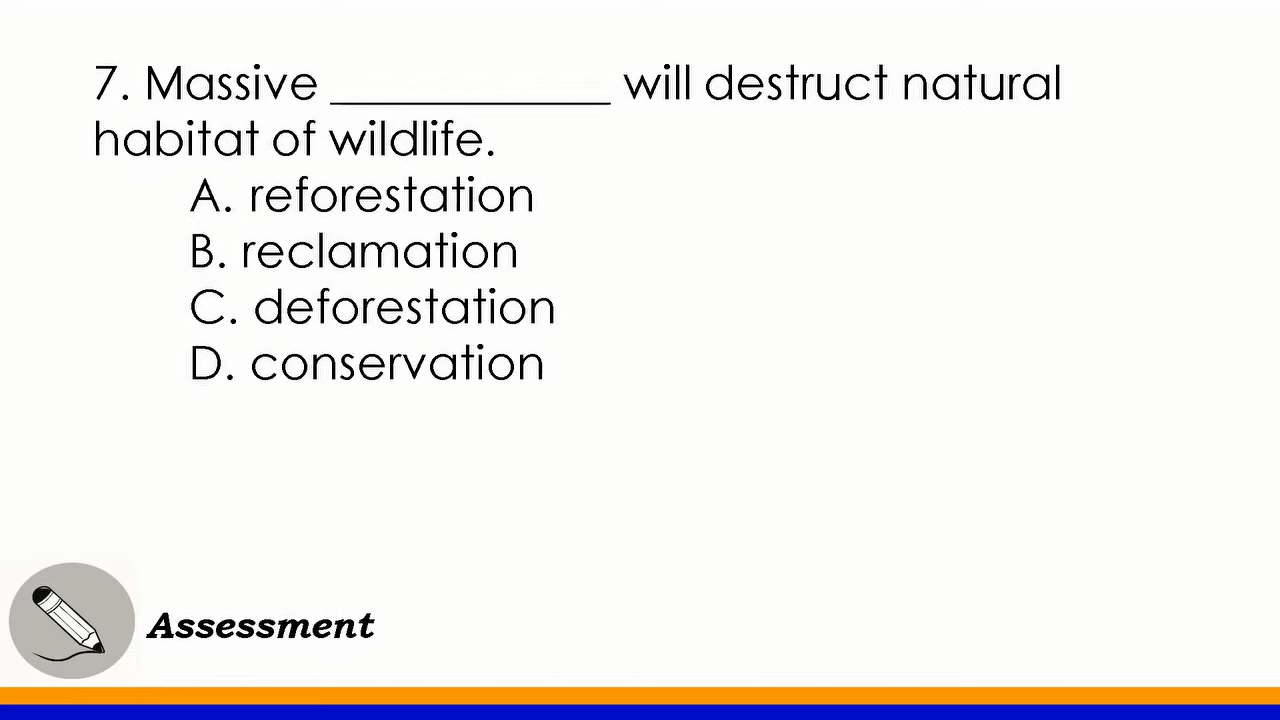 7. Massive ____________ will destruct natural
habitat of wildlife.
A. reforestation
B. reclamation
C. deforestation
D. conservation
Assessment